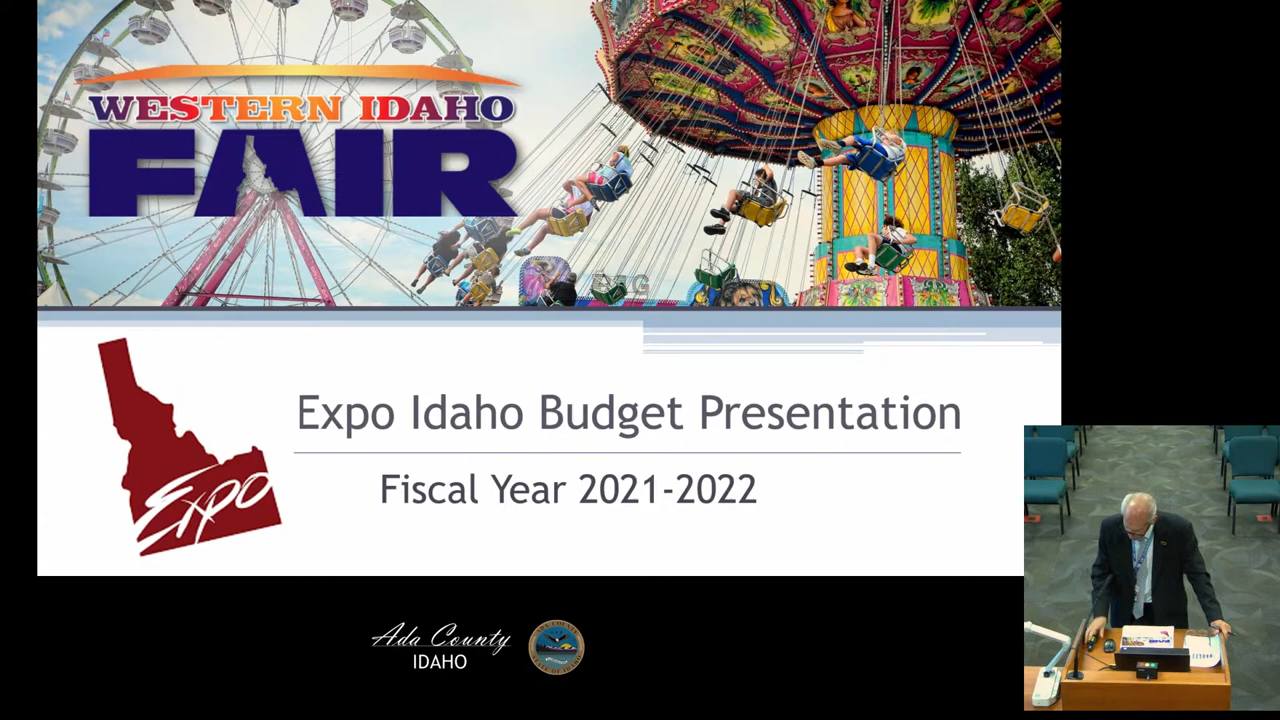 WESTERN IDAHO
FAIR
Expo Idaho Budget Presentation
Fiscal Year 2021-2022
Expo
Ada County
IDAHO